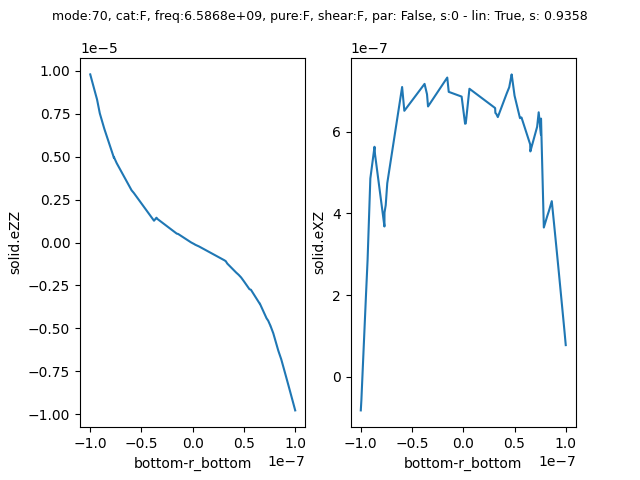 mode:70, cat:F, freq:6.5868e+09, pure:F, shear:F, par: False, s:0 - lin: True, s: 0.9358
1e−5
1.00
0.75
0.50
0.25
0.00
−0.25
−0.50
−0.75
−1.00
solid.eZZ
−1.0
−0.5
0.0
0.5
1.0
bottom-r_bottom
1e−7
1e−7
6
4
2
0
solid.eXZ
−1.0
−0.5
0.0
0.5
1.0
bottom-r_bottom
1e−7